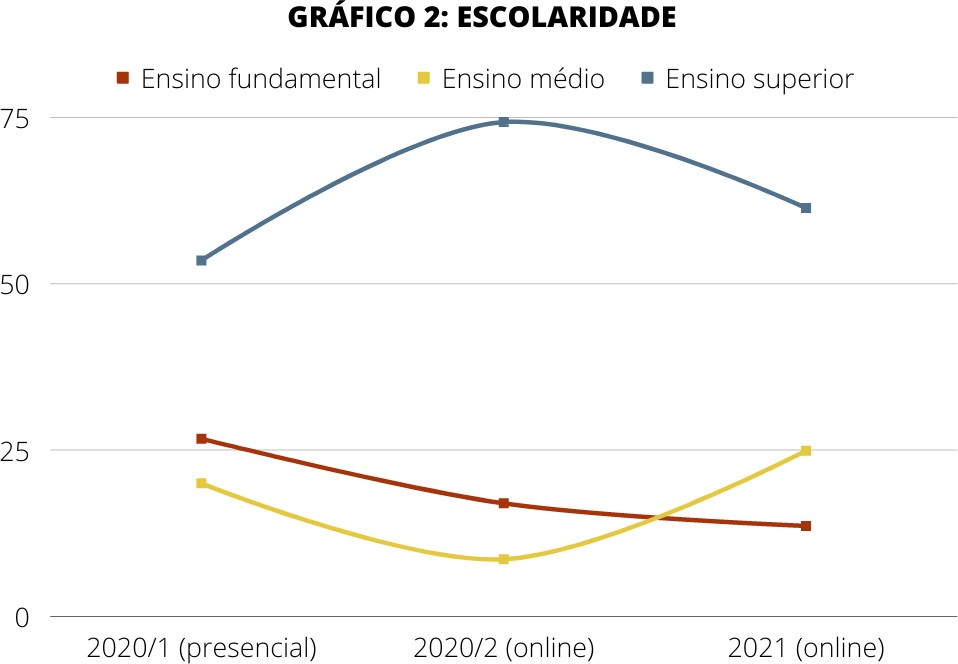 GRÁFICO 2: ESCOLARIDADE
Ensino fundamental Ensino médio Ensino superior
75
50
25
0
2020/1 (presencial) 2020/2 (online) 2021 (online)